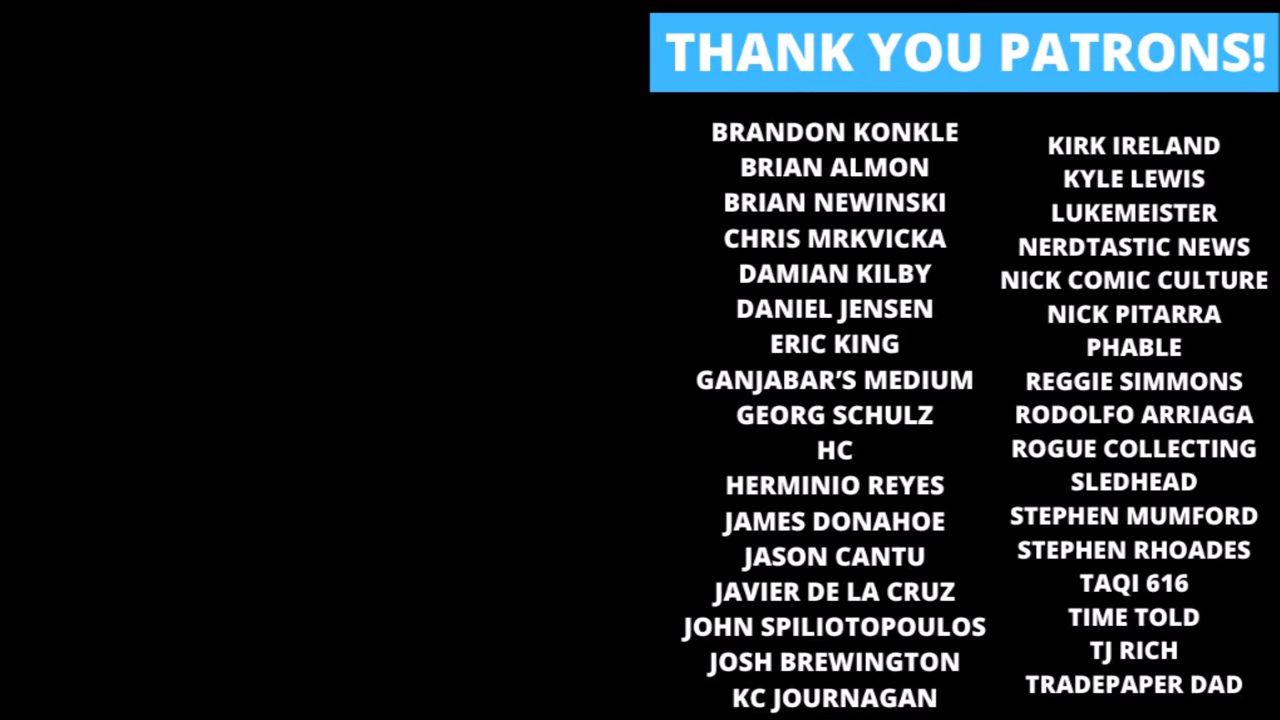 THANK YOU PATRONS!
BRANDON KONKLE
BRIAN ALMON
BRIAN NEWINSKI
CHRIS MRKVICKA
DAMIAN KILBY
DANIEL JENSEN
ERIC KING
GANJABAR’S MEDIUM
GEORG SCHULZ
HC
HERMINIO REYES
JAMES DONAHOE
JASON CANTU
JAVIER DE LA CRUZ
JOHN SPILIOTOPOULOS
JOSH BREWINGTON
KC JOURNAGAN
KIRK IRELAND
KYLE LEWIS
LUKEMEISTER
NERDTASTIC NEWS
NICK COMIC CULTURE
NICK PITARRA
PHABLE
REGGIE SIMMONS
RODOLFO ARRIAGA
ROGUE COLLECTING
SLEDHEAD
STEPHEN MUMFORD
STEPHEN RHOADES
TAQI 616
TIME TOLD
TJ RICH
TRADEPAPER DAD